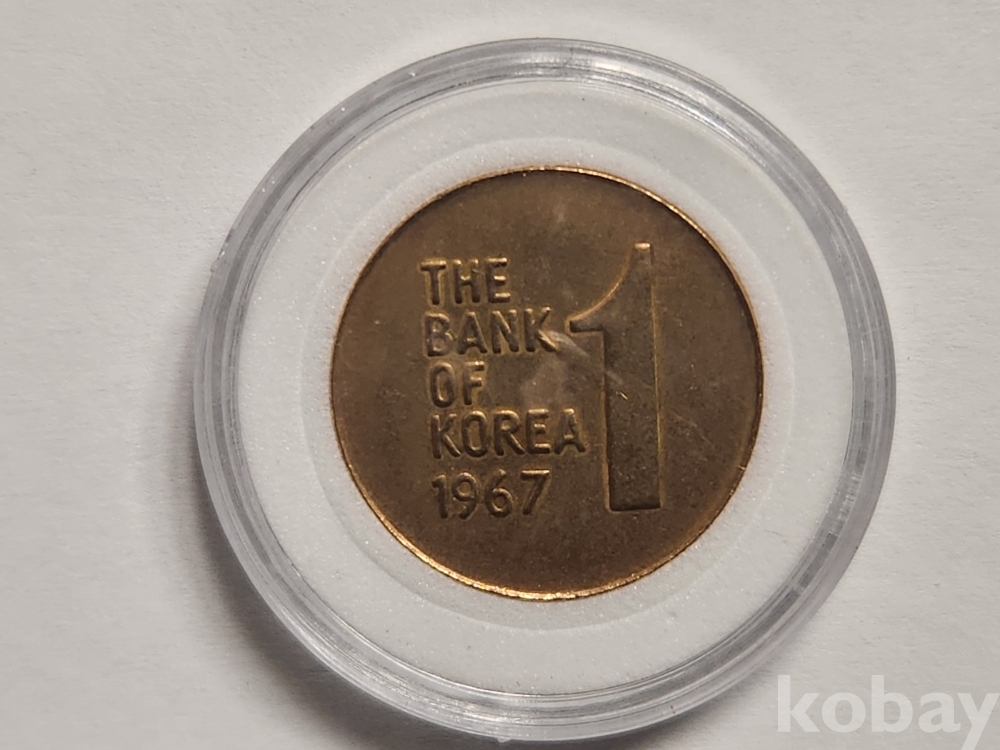 THE
BANK
OF
KOREA
1967
1
kobay